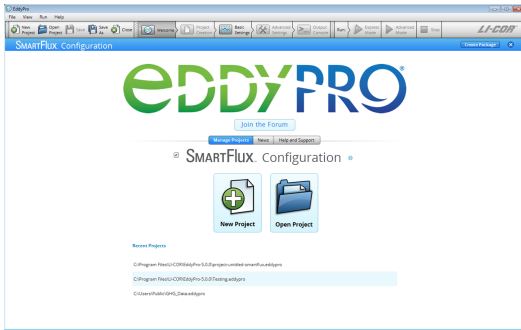 EddyPro
File View Run Help
New Project
Open Project
Save
Save As
Close
Welcome
Project Creation
Basic Settings
Advanced Settings
Output Console
Run
Express Mode
Advanced Mode
Stop
LI-COR
SMARTFLUX. Configuration
Create Package
EDDYPRO®
Join the Forum
Manage Projects News Help and Support
SMARTFLUX. Configuration
New Project Open Project
Recent Projects
C:\Program Files\LI-COR\EddyPro-5.0.0\project-untitled-smartflux.eddypro
C:\Program Files\LI-COR\EddyPro-5.0.0\Testing.eddypro
C:\Users\Public\GHG_Data.eddypro